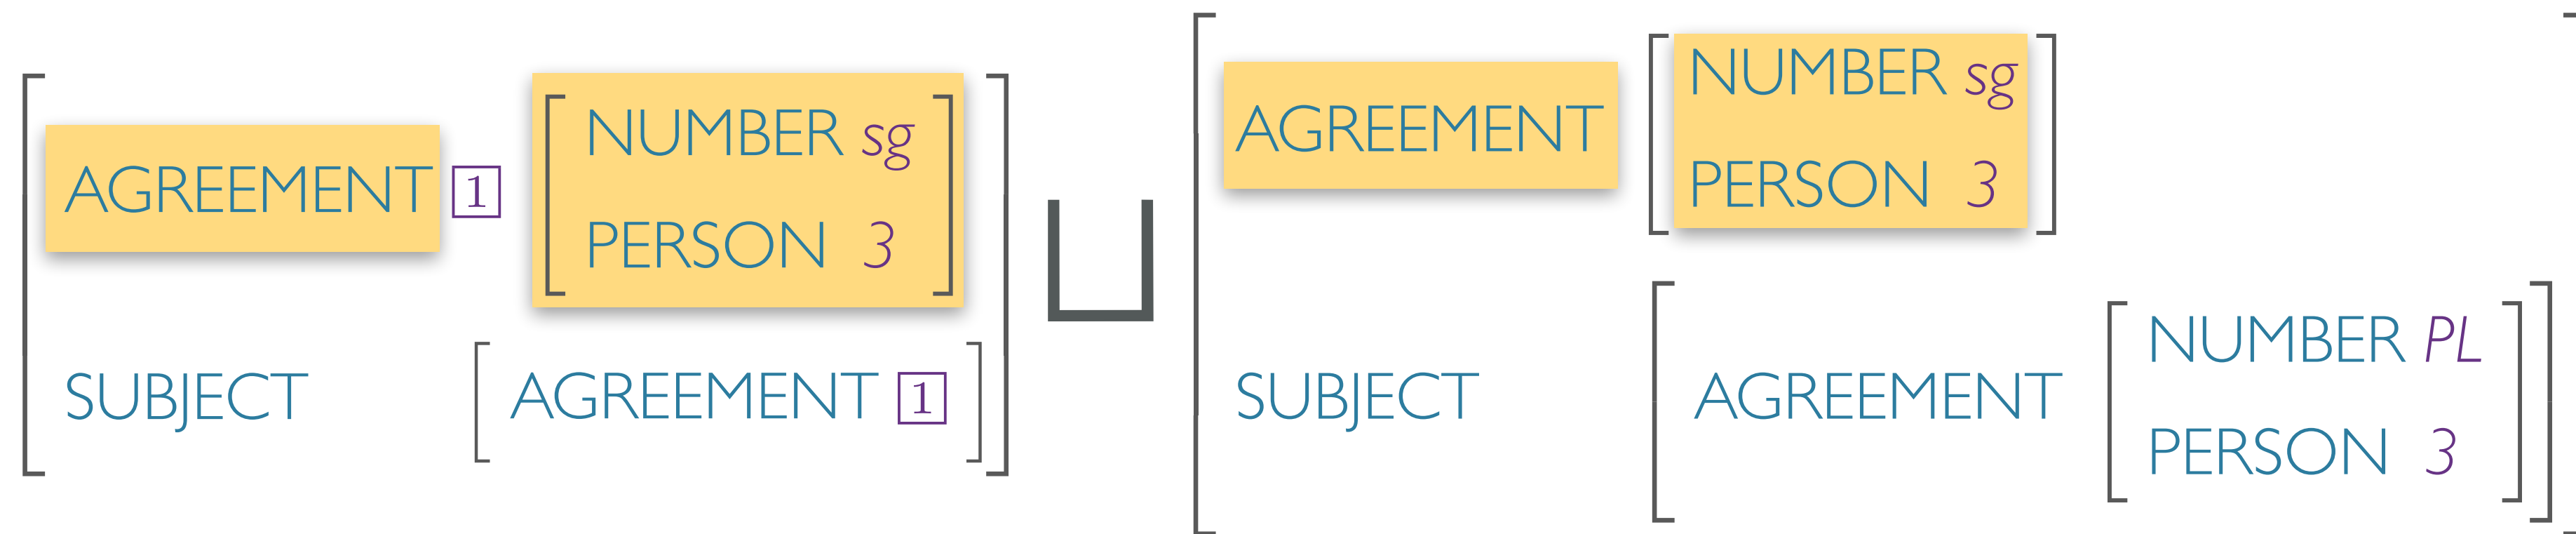 AGREEMENT 1 [NUMBER sg
PERSON 3]
SUBJECT [AGREEMENT 1]
⊔
AGREEMENT [NUMBER sg
PERSON 3]
SUBJECT [AGREEMENT [NUMBER PL
PERSON 3]]